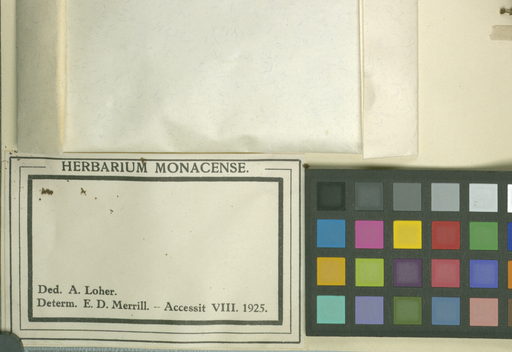 HERBARIUM MONACENSE.
Ded. A. Loher.
Determ. E. D. Merrill. – Accessit VIII. 1925.